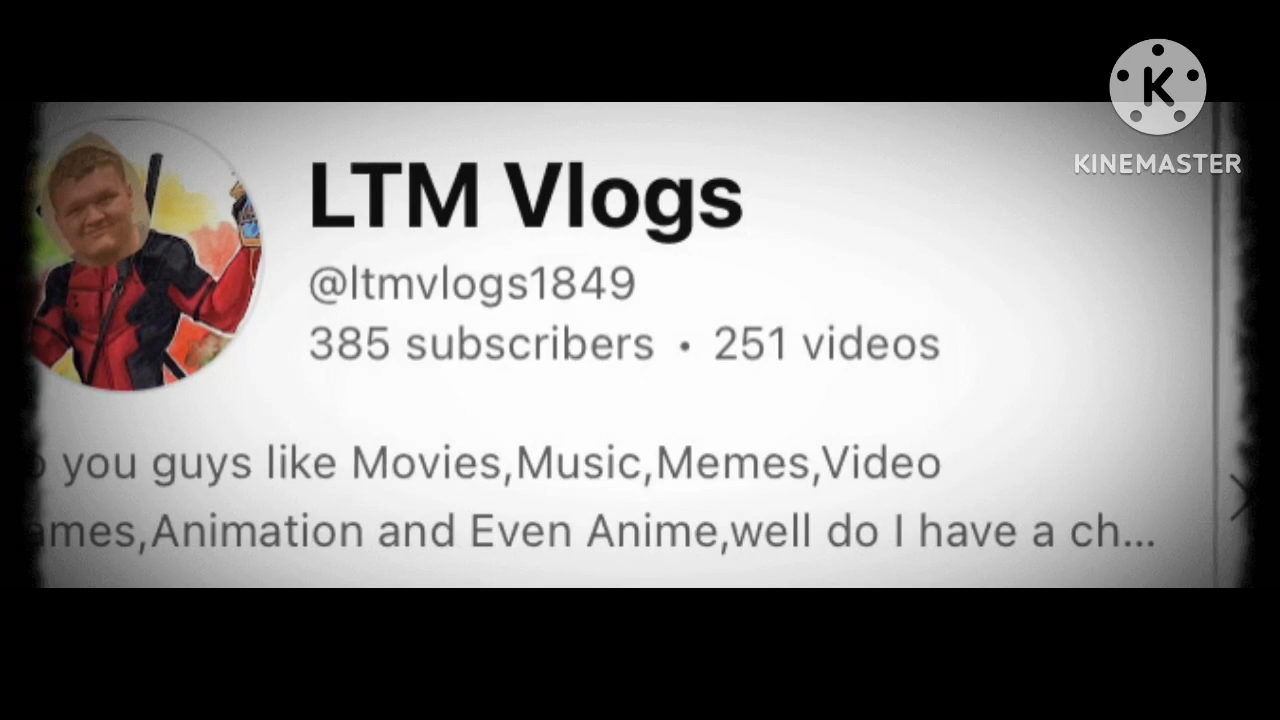 K
KINEMASTER
LTM Vlogs
@ltmvlogs1849
385 subscribers • 251 videos
you guys like Movies,Music,Memes,Video
ames,Animation and Even Anime,well do I have a ch...